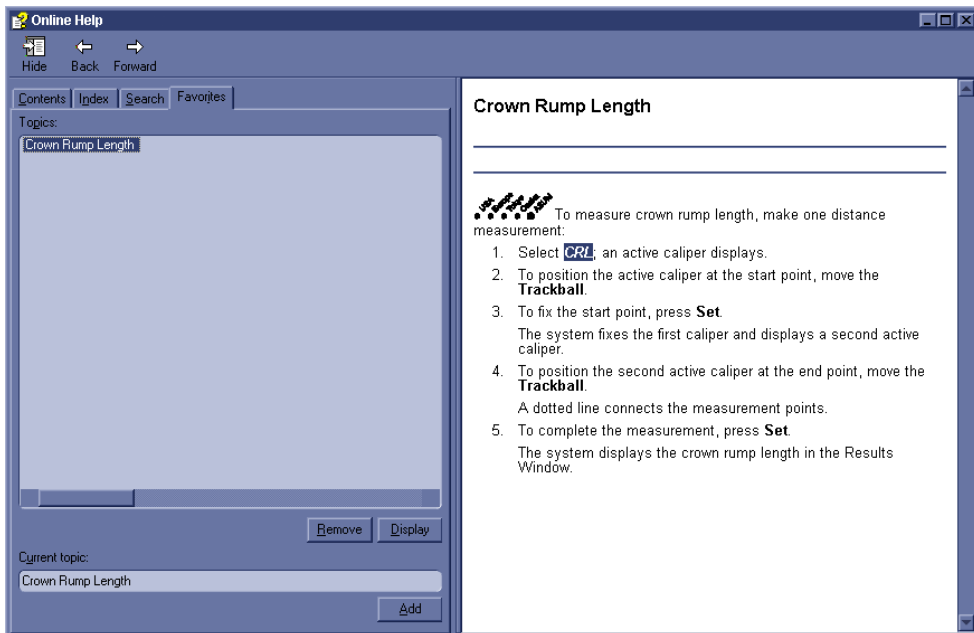 Online Help
Hide Back Forward
Contents Index Search Favorites
Topics:
Crown Rump Length
Remove Display
Current topic:
Crown Rump Length
Add
Crown Rump Length
USA Europe Tokyo Osaka ASUM
To measure crown rump length, make one distance
measurement:
1. Select CRL; an active caliper displays.
2. To position the active caliper at the start point, move the
Trackball.
3. To fix the start point, press Set.
The system fixes the first caliper and displays a second active
caliper.
4. To position the second active caliper at the end point, move the
Trackball.
A dotted line connects the measurement points.
5. To complete the measurement, press Set.
The system displays the crown rump length in the Results
Window.